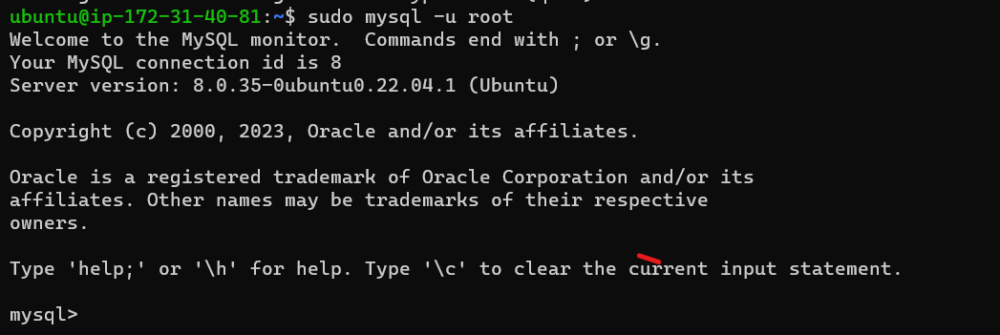 ubuntu@ip-172-31-40-81:~$ sudo mysql -u root
Welcome to the MySQL monitor.  Commands end with ; or \g.
Your MySQL connection id is 8
Server version: 8.0.35-0ubuntu0.22.04.1 (Ubuntu)
Copyright (c) 2000, 2023, Oracle and/or its affiliates.
Oracle is a registered trademark of Oracle Corporation and/or its
affiliates. Other names may be trademarks of their respective
owners.
Type 'help;' or '\h' for help. Type '\c' to clear the current input statement.
mysql>